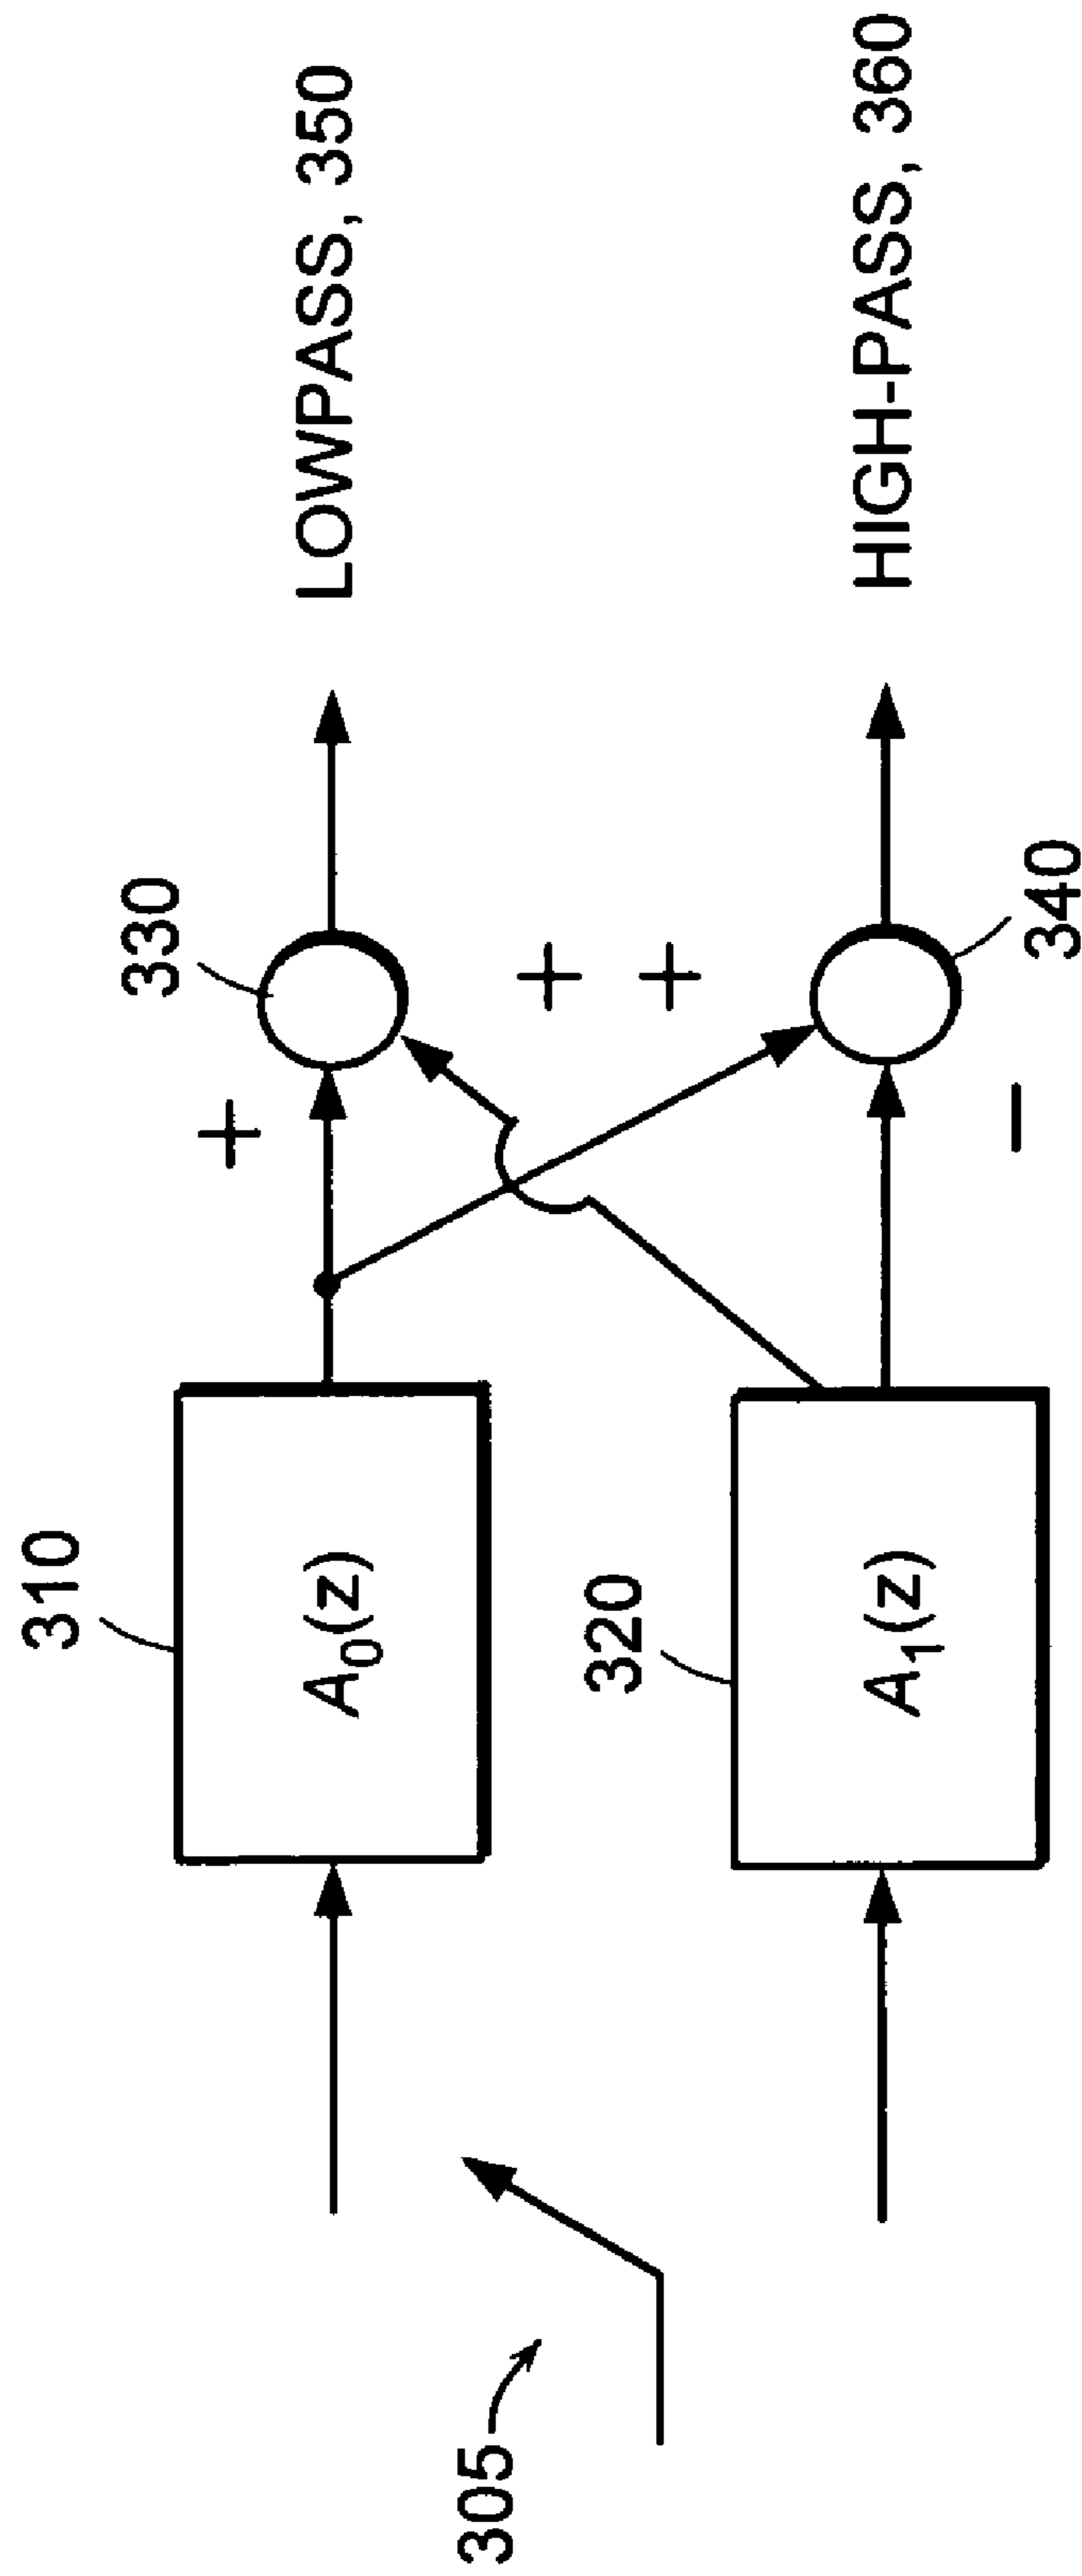 305
310
A₀(z)
320
A₁(z)
330
+
+
+
−
340
LOWPASS, 350
HIGH-PASS, 360